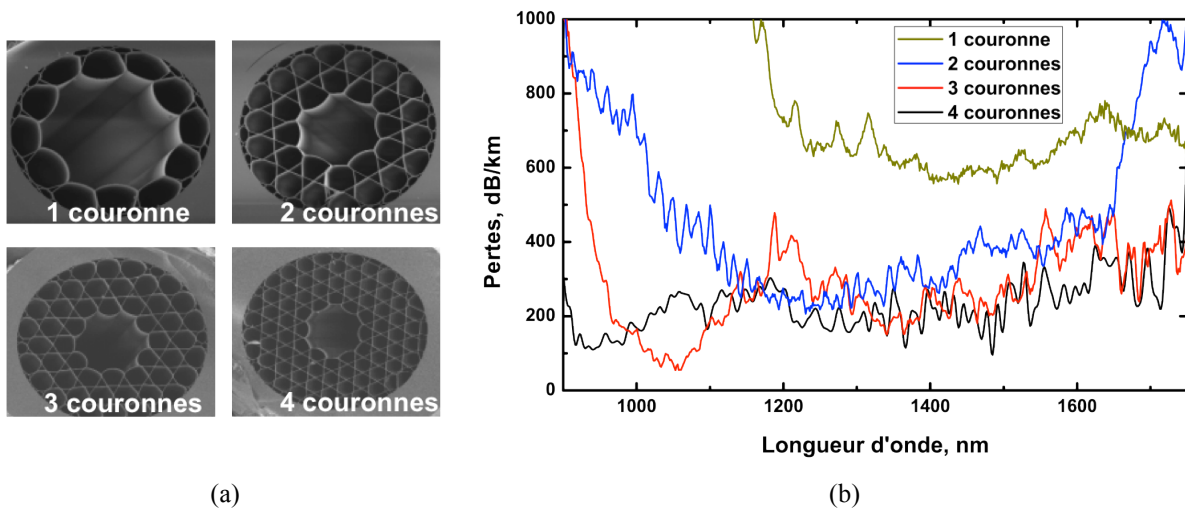 (a)
1 couronne
2 couronnes
3 couronnes
4 couronnes
(b)
1000
800
600
400
200
0
Pertes, dB/km
1 couronne
2 couronnes
3 couronnes
4 couronnes
1000
1200
1400
1600
Longueur d'onde, nm
(a)
(b)